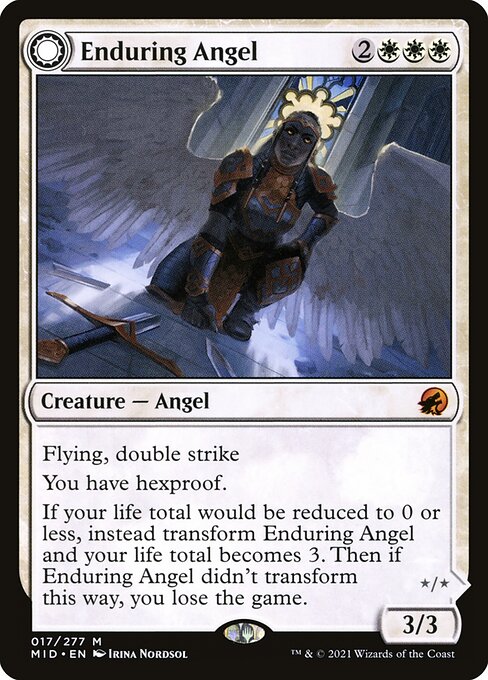 Enduring Angel 2
Creature — Angel
Flying, double strike
You have hexproof.
If your life total would be reduced to 0 or
less, instead transform Enduring Angel
and your life total becomes 3. Then if
Enduring Angel didn't transform
this way, you lose the game.
*/*
3/3
017/277 M
MID • EN Irina Nordsol
™ & © 2021 Wizards of the Coast